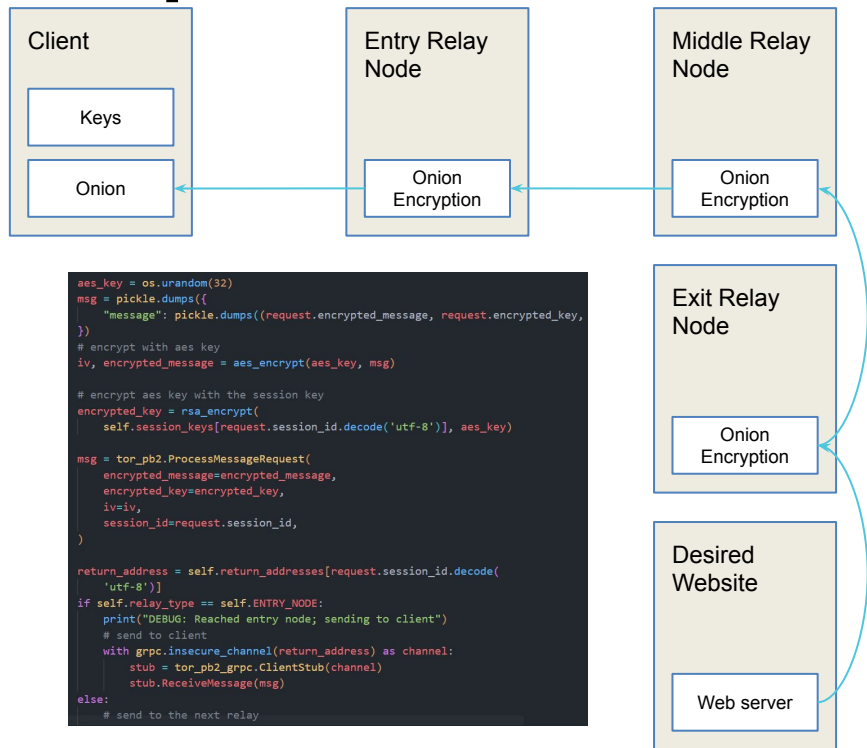 Client
Keys
Onion
Entry Relay
Node
Onion
Encryption
Middle Relay
Node
Onion
Encryption
Exit Relay
Node
Onion
Encryption
Desired
Website
Web server
aes_key = os.urandom(32)
msg = pickle.dumps({
    "message": pickle.dumps((request.encrypted_message, request.encrypted_key,
})
# encrypt with aes key
iv, encrypted_message = aes_encrypt(aes_key, msg)

# encrypt aes key with the session key
encrypted_key = rsa_encrypt(
    self.session_keys[request.session_id.decode('utf-8')], aes_key)

msg = tor_pb2.ProcessMessageRequest(
    encrypted_message=encrypted_message,
    encrypted_key=encrypted_key,
    iv=iv,
    session_id=request.session_id,
)

return_address = self.return_addresses[request.session_id.decode(
    'utf-8')]
if self.relay_type == self.ENTRY_NODE:
    print("DEBUG: Reached entry node; sending to client")
    # send to client
    with grpc.insecure_channel(return_address) as channel:
        stub = tor_pb2_grpc.ClientStub(channel)
        stub.ReceiveMessage(msg)
else:
    # send to the next relay